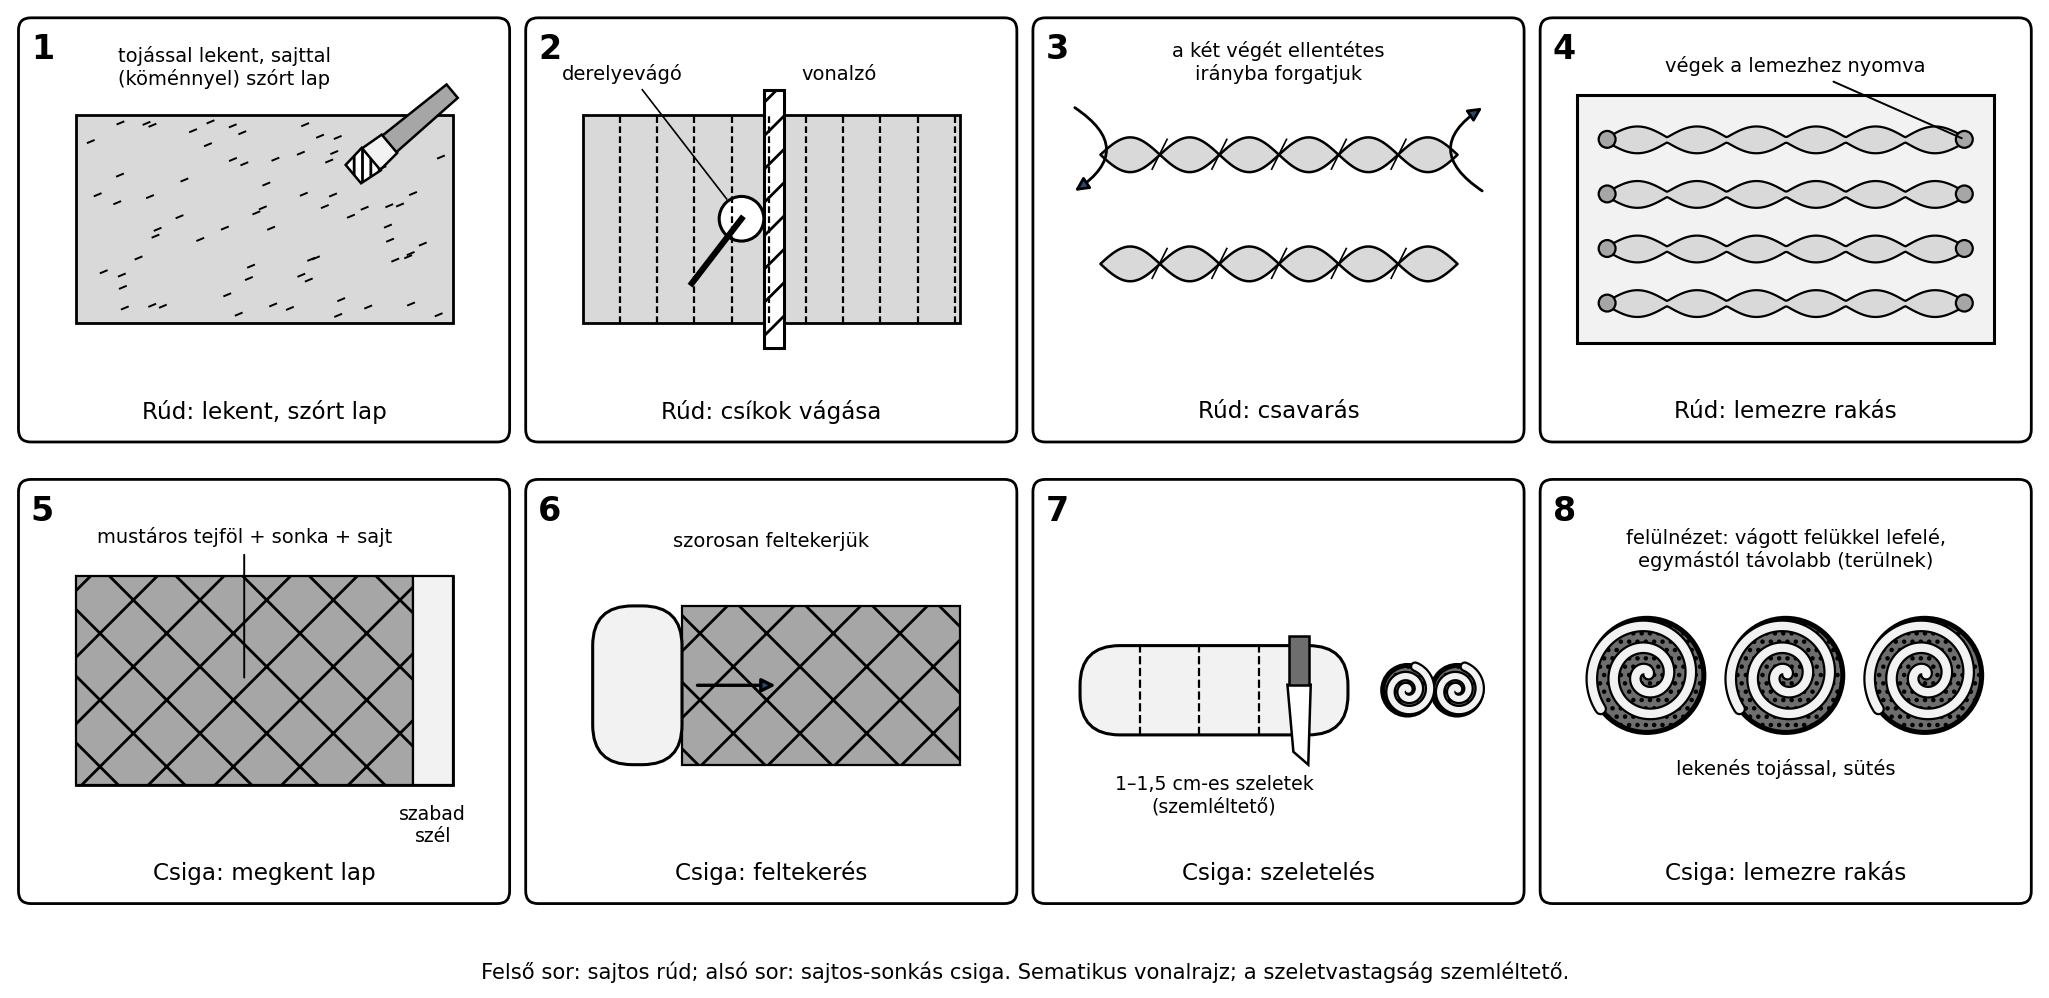 1
tojással lekent, sajttal
(köménnyel) szórt lap
Rúd: lekent, szórt lap
2
derelyevágó
vonalzó
Rúd: csíkok vágása
3
a két végét ellentétes
irányba forgatjuk
Rúd: csavarás
4
végek a lemezhez nyomva
Rúd: lemezre rakás
5
mustáros tejföl + sonka + sajt
szabad
szél
Csiga: megkent lap
6
szorosan feltekerjük
Csiga: feltekerés
7
1–1,5 cm-es szeletek
(szemléltető)
Csiga: szeletelés
8
felülnézet: vágott felükkel lefelé,
egymástól távolabb (terülnek)
lekenés tojással, sütés
Csiga: lemezre rakás
Felső sor: sajtos rúd; alsó sor: sajtos-sonkás csiga. Sematikus vonalrajz; a szeletvastagság szemléltető.